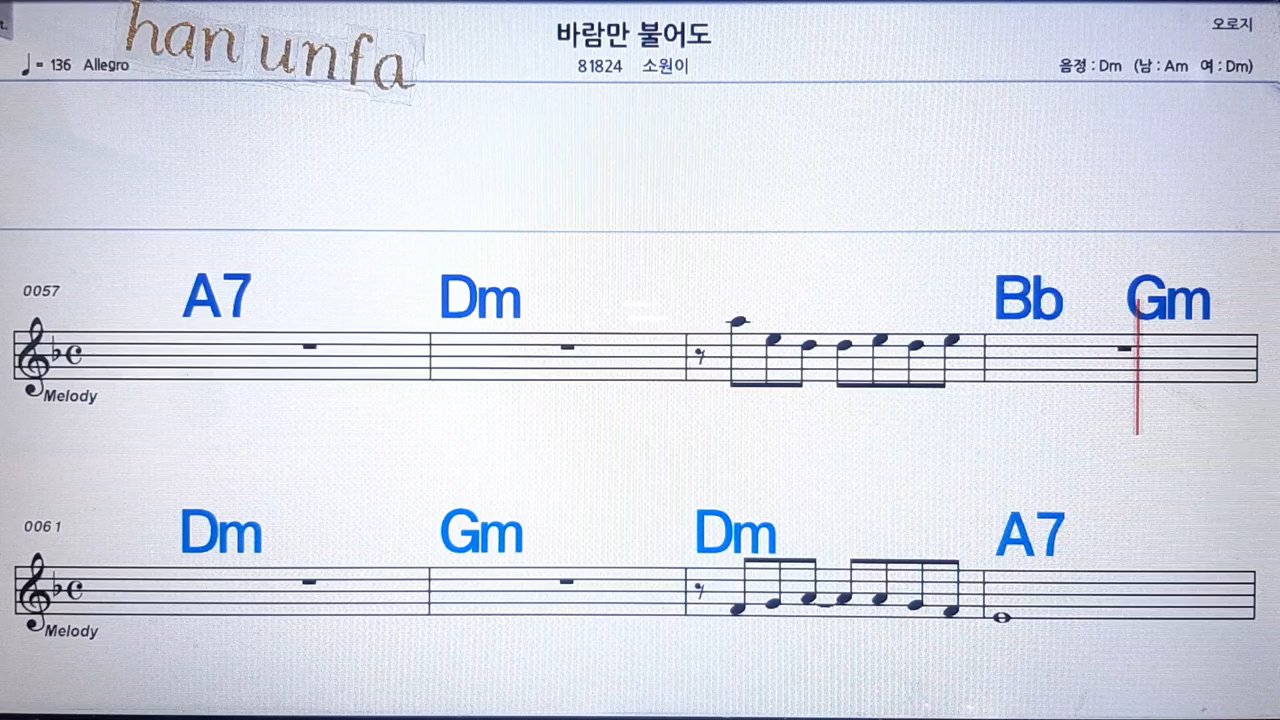 t.
han unfa
바람만 불어도
오로지
♩= 136 Allegro
81824 소원이
음정 : Dm (남 : Am 여 : Dm)
0057
A7 Dm Bb Gm
Melody
0061
Dm Gm Dm A7
Melody